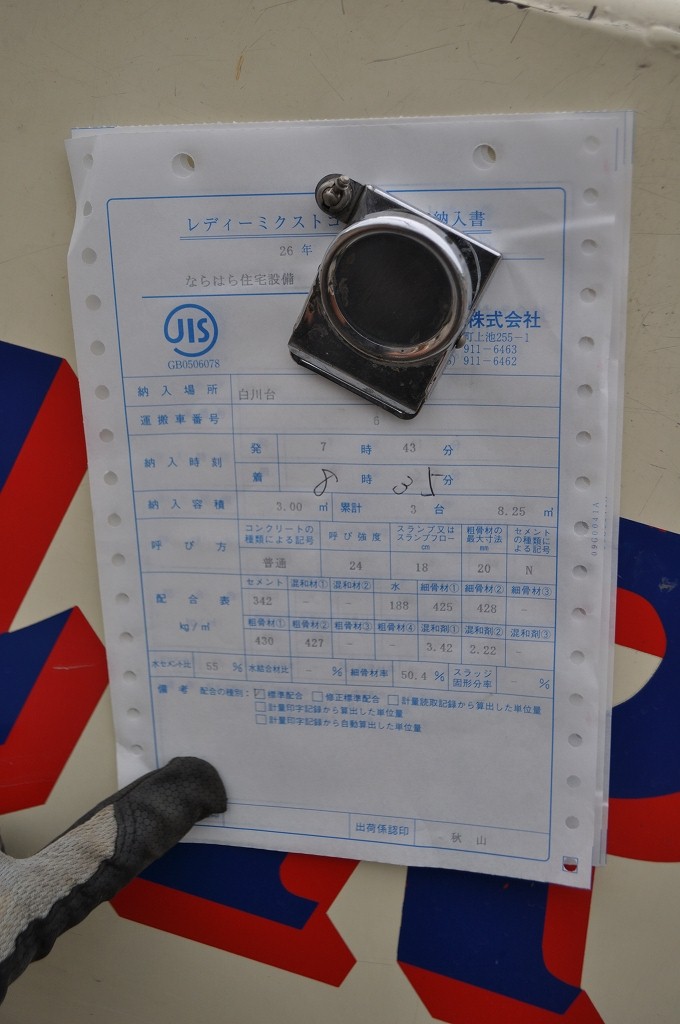 レディーミクストコ 納入書
26 年
ならはら住宅設備
JIS
GB0506078
株式会社
町上池255-1
911-6463
911-6462
納入場所 白川台
運搬車番号 8
納入時刻 発 7 時 43 分
着 8 時 35 分
納入容積 3.00 ㎥ 累計 3 台 8.25 ㎥
呼び方 コンクリートの種類による記号 呼び強度 スランプ又はスランプフロー cm 粗骨材の最大寸法 mm セメントの種類による記号
普通 24 18 20 N
配合表 kg/㎥ セメント 混和材① 混和材② 水 細骨材① 細骨材② 細骨材③
342 - - 188 425 428 -
粗骨材① 粗骨材② 粗骨材③ 粗骨材④ 混和剤① 混和剤② 混和剤③
430 427 - - 3.42 2.22 -
水セメント比 55 % 水結合材比 - % 細骨材率 50.4 % スラッジ固形分率 - %
備考 配合の種別: ☑標準配合 □修正標準配合 □計量読取記録から算出した単位量
□計量印字記録から算出した単位量
□計量印字記録から自動算出した単位量
出荷係認印 秋山